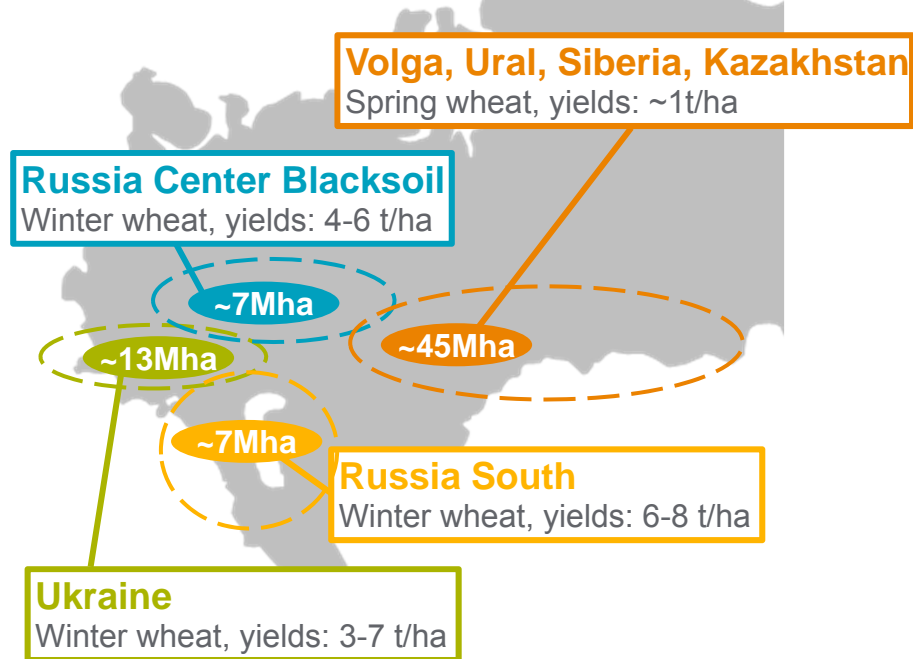 Volga, Ural, Siberia, Kazakhstan
Spring wheat, yields: ~1t/ha
Russia Center Blacksoil
Winter wheat, yields: 4-6 t/ha
~7Mha
~13Mha
~45Mha
~7Mha
Russia South
Winter wheat, yields: 6-8 t/ha
Ukraine
Winter wheat, yields: 3-7 t/ha